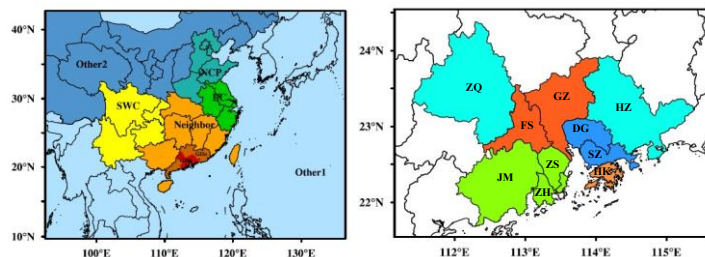 40°N
30°N
20°N
10°N
100°E
110°E
120°E
130°E
Other2
NCP
SWC
Neighbor
Other1
24°N
23°N
22°N
112°E
113°E
114°E
115°E
ZQ
GZ
HZ
FS
DG
SZ
ZS
JM
ZH
HK